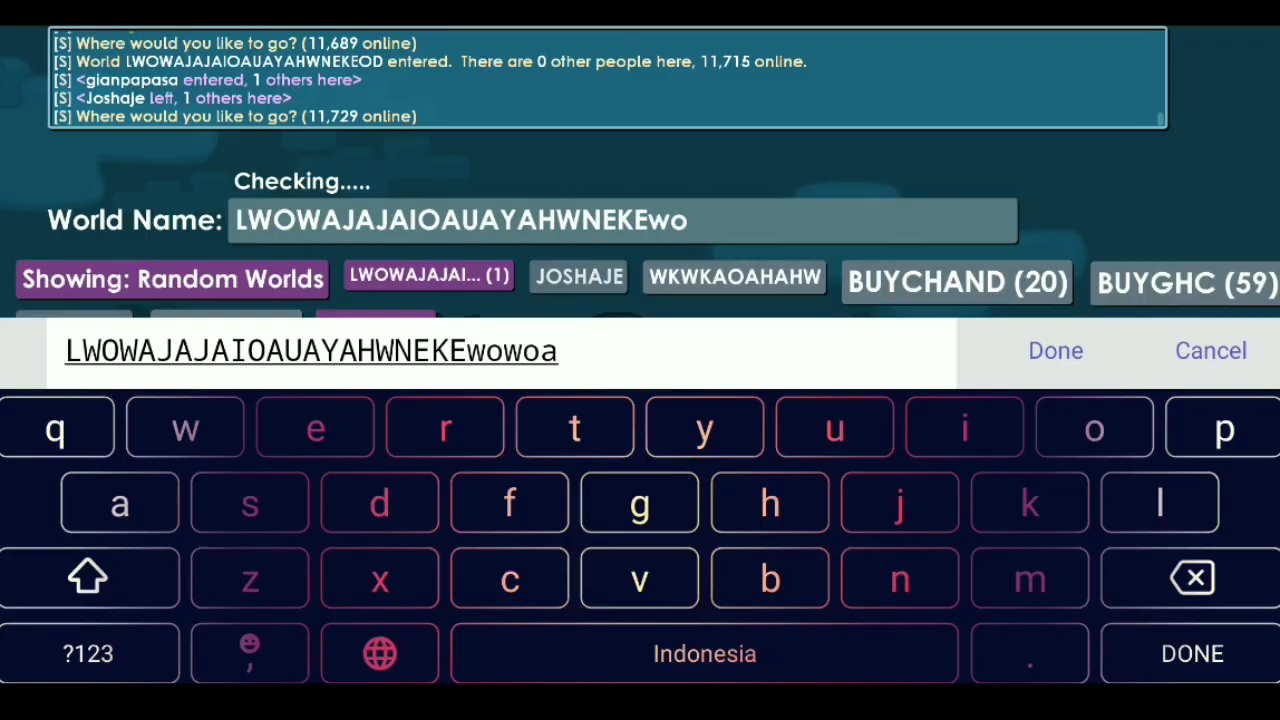 [S] Where would you like to go? (11,689 online)
[S] World LWOWAJAJAIOAUAYAHWNEKEOD entered. There are 0 other people here, 11,715 online.
[S] <gianpapasa entered, 1 others here>
[S] <Joshaje left, 1 others here>
[S] Where would you like to go? (11,729 online)
Checking.....
World Name: LWOWAJAJAIOAUAYAHWNEKEwo
Showing: Random Worlds LWOWAJAJAI... (1) JOSHAJE WKWKAOAHAHW BUYCHAND (20) BUYGHC (59)
LWOWAJAJAIOAUAYAHWNEKEwowoa Done Cancel
q w e r t y u i o p
a s d f g h j k l
z x c v b n m
?123 , Indonesia . DONE